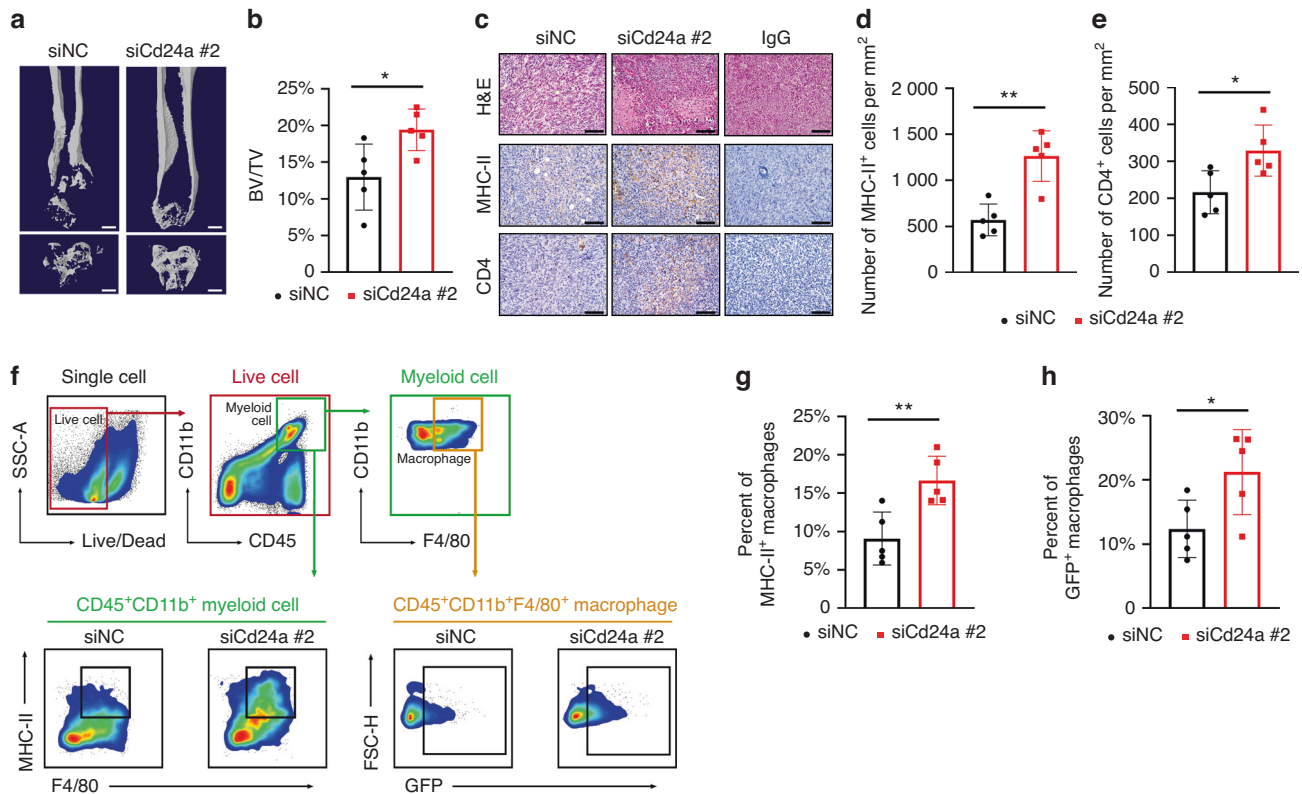 a
siNC siCd24a #2
b
*
25%
20%
15%
10%
5%
0%
BV/TV
siNC siCd24a #2
c
siNC siCd24a #2 IgG
H&E
MHC-II
CD4
d
**
2 000
1 500
1 000
500
0
Number of MHC-II⁺ cells per mm²
e
*
500
400
300
200
100
0
Number of CD4⁺ cells per mm²
siNC siCd24a #2
f
Single cell Live cell Myeloid cell
Live cell
Myeloid
cell
Macrophage
SSC-A
Live/Dead
CD11b
CD45
CD11b
F4/80
CD45⁺CD11b⁺ myeloid cell
CD45⁺CD11b⁺F4/80⁺ macrophage
siNC siCd24a #2 siNC siCd24a #2
MHC-II
F4/80
FSC-H
GFP
g
**
25%
20%
15%
10%
5%
0%
Percent of
MHC-II⁺ macrophages
siNC siCd24a #2
h
*
30%
20%
10%
0%
Percent of
GFP⁺ macrophages
siNC siCd24a #2